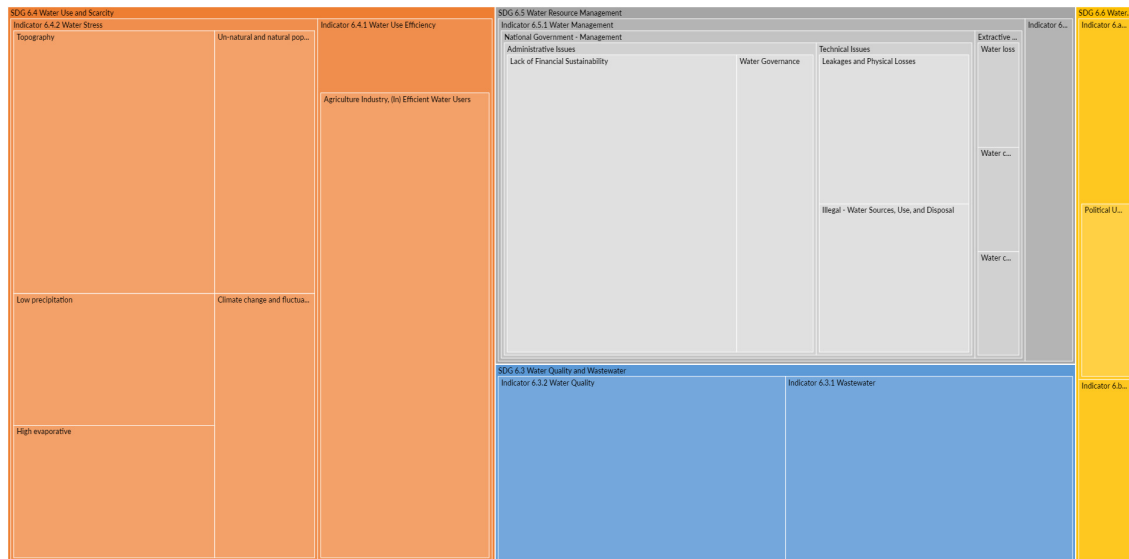 SDG 6.4 Water Use and Scarcity
Indicator 6.4.2 Water Stress
Topography
Un-natural and natural pop...
Low precipitation
Climate change and fluctua...
High evaporative
Indicator 6.4.1 Water Use Efficiency
Agriculture Industry, (In) Efficient Water Users
SDG 6.5 Water Resource Management
Indicator 6.5.1 Water Management
National Government - Management
Administrative Issues
Lack of Financial Sustainability
Water Governance
Technical Issues
Leakages and Physical Losses
Illegal - Water Sources, Use, and Disposal
Extractive ...
Water loss
Water c...
Water c...
Indicator 6...
SDG 6.3 Water Quality and Wastewater
Indicator 6.3.2 Water Quality
Indicator 6.3.1 Wastewater
SDG 6.6 Water...
Indicator 6.a...
Political U...
Indicator 6.b...